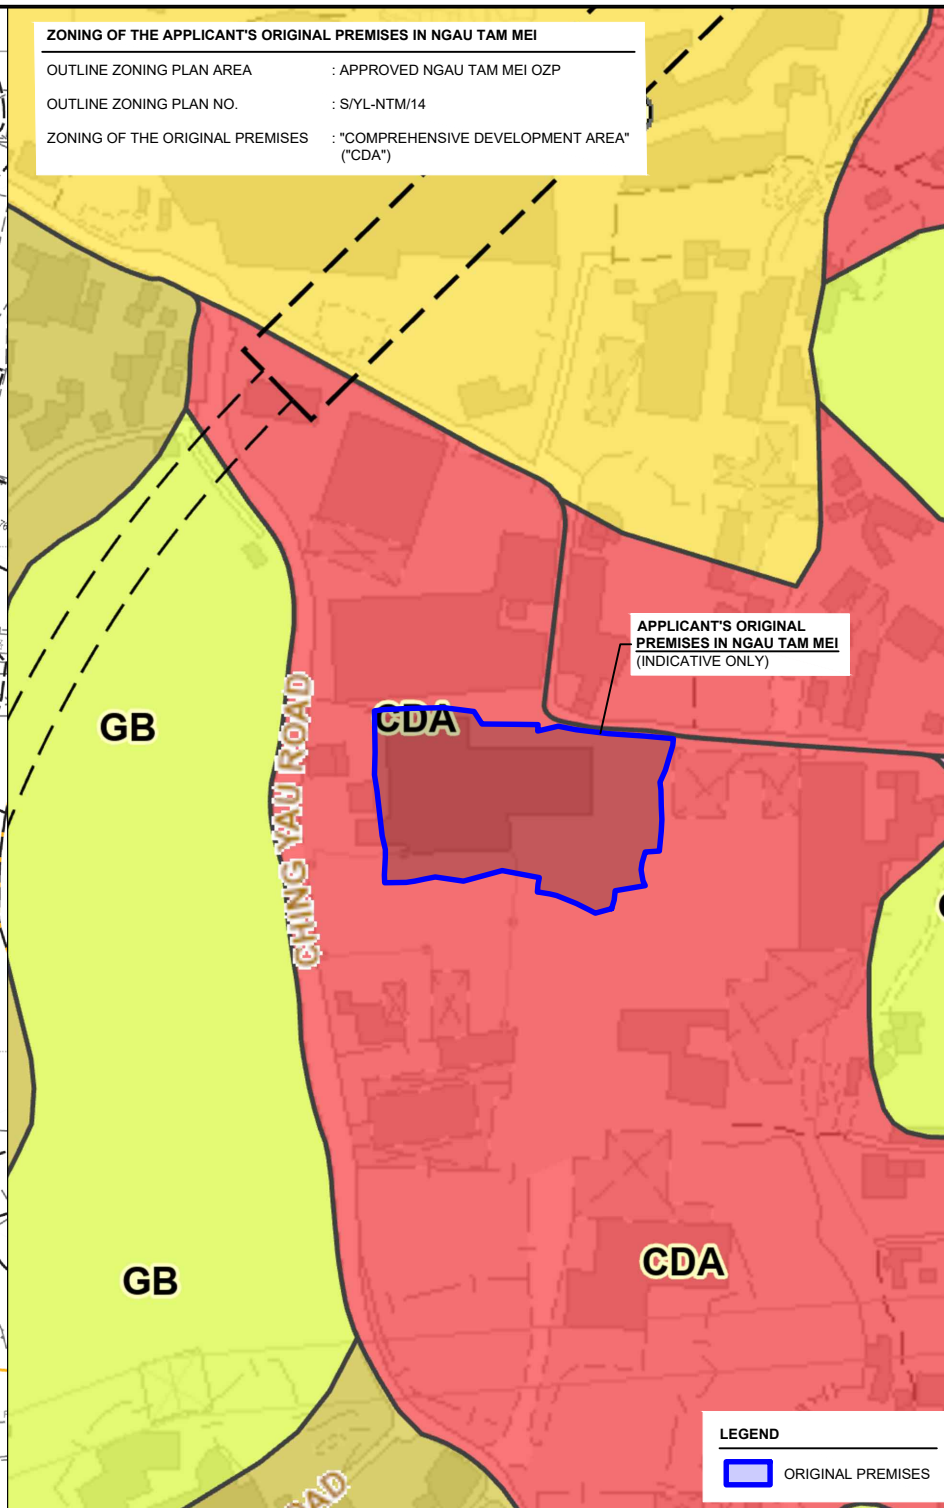 ZONING OF THE APPLICANT'S ORIGINAL PREMISES IN NGAU TAM MEI
OUTLINE ZONING PLAN AREA : APPROVED NGAU TAM MEI OZP
OUTLINE ZONING PLAN NO. : S/YL-NTM/14
ZONING OF THE ORIGINAL PREMISES : "COMPREHENSIVE DEVELOPMENT AREA"
("CDA")
APPLICANT'S ORIGINAL
PREMISES IN NGAU TAM MEI
(INDICATIVE ONLY)
CDA
GB
CHING YAU ROAD
CDA
GB
LEGEND
ORIGINAL PREMISES